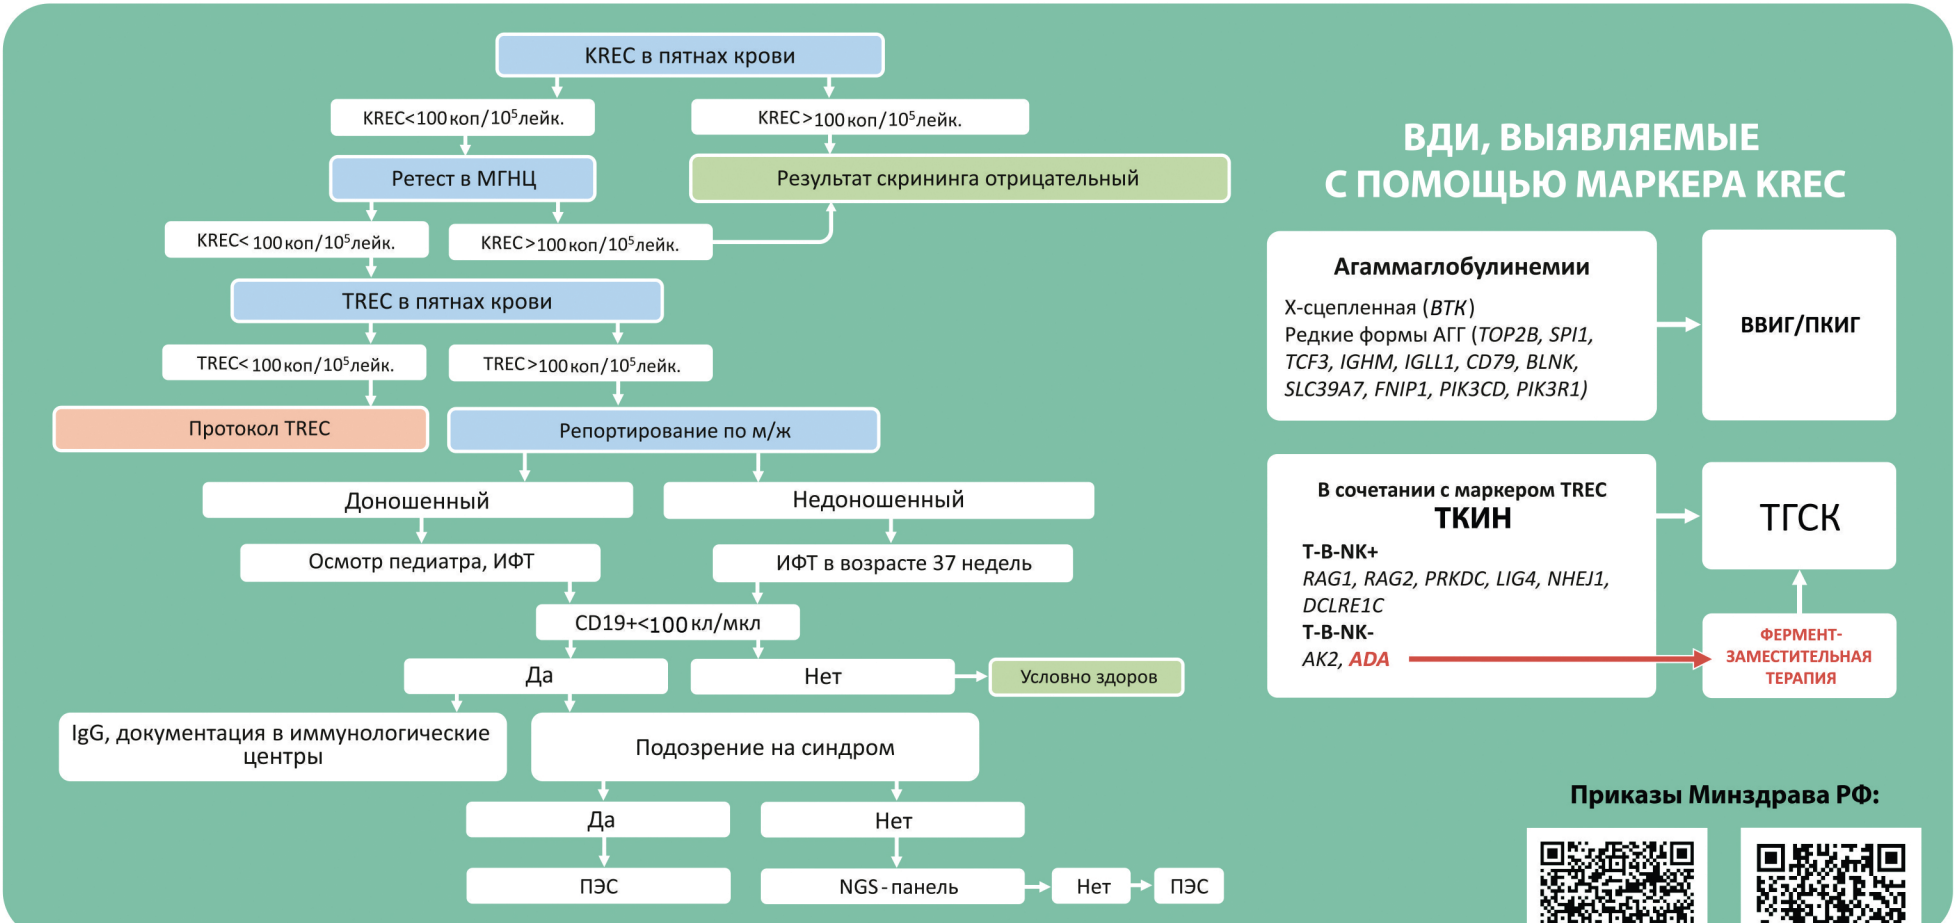 KREC в пятнах крови
KREC<100 коп/10⁵лейк.
KREC>100 коп/10⁵лейк.
Ретест в МГНЦ
Результат скрининга отрицательный
KREC<100 коп/10⁵лейк.
KREC>100 коп/10⁵лейк.
TREC в пятнах крови
TREC<100 коп/10⁵лейк.
TREC>100 коп/10⁵лейк.
Протокол TREC
Репортирование по м/ж
Доношенный
Недоношенный
Осмотр педиатра, ИФТ
ИФТ в возрасте 37 недель
CD19+<100 кл/мкл
Да
Нет
Условно здоров
IgG, документация в иммунологические
центры
Подозрение на синдром
Да
Нет
ПЭС
NGS - панель
Нет
ПЭС
ВДИ, ВЫЯВЛЯЕМЫЕ
С ПОМОЩЬЮ МАРКЕРА KREC
Агаммаглобулинемии
Х-сцепленная (BTK)
Редкие формы АГГ (TOP2B, SPI1,
TCF3, IGHM, IGLL1, CD79, BLNK,
SLC39A7, FNIP1, PIK3CD, PIK3R1)
ВВИГ/ПКИГ
В сочетании с маркером TREC
ТКИН
T-B-NK+
RAG1, RAG2, PRKDC, LIG4, NHEJ1,
DCLRE1C
T-B-NK-
AK2, ADA
ТГСК
ФЕРМЕНТ-
ЗАМЕСТИТЕЛЬНАЯ
ТЕРАПИЯ
Приказы Минздрава РФ: